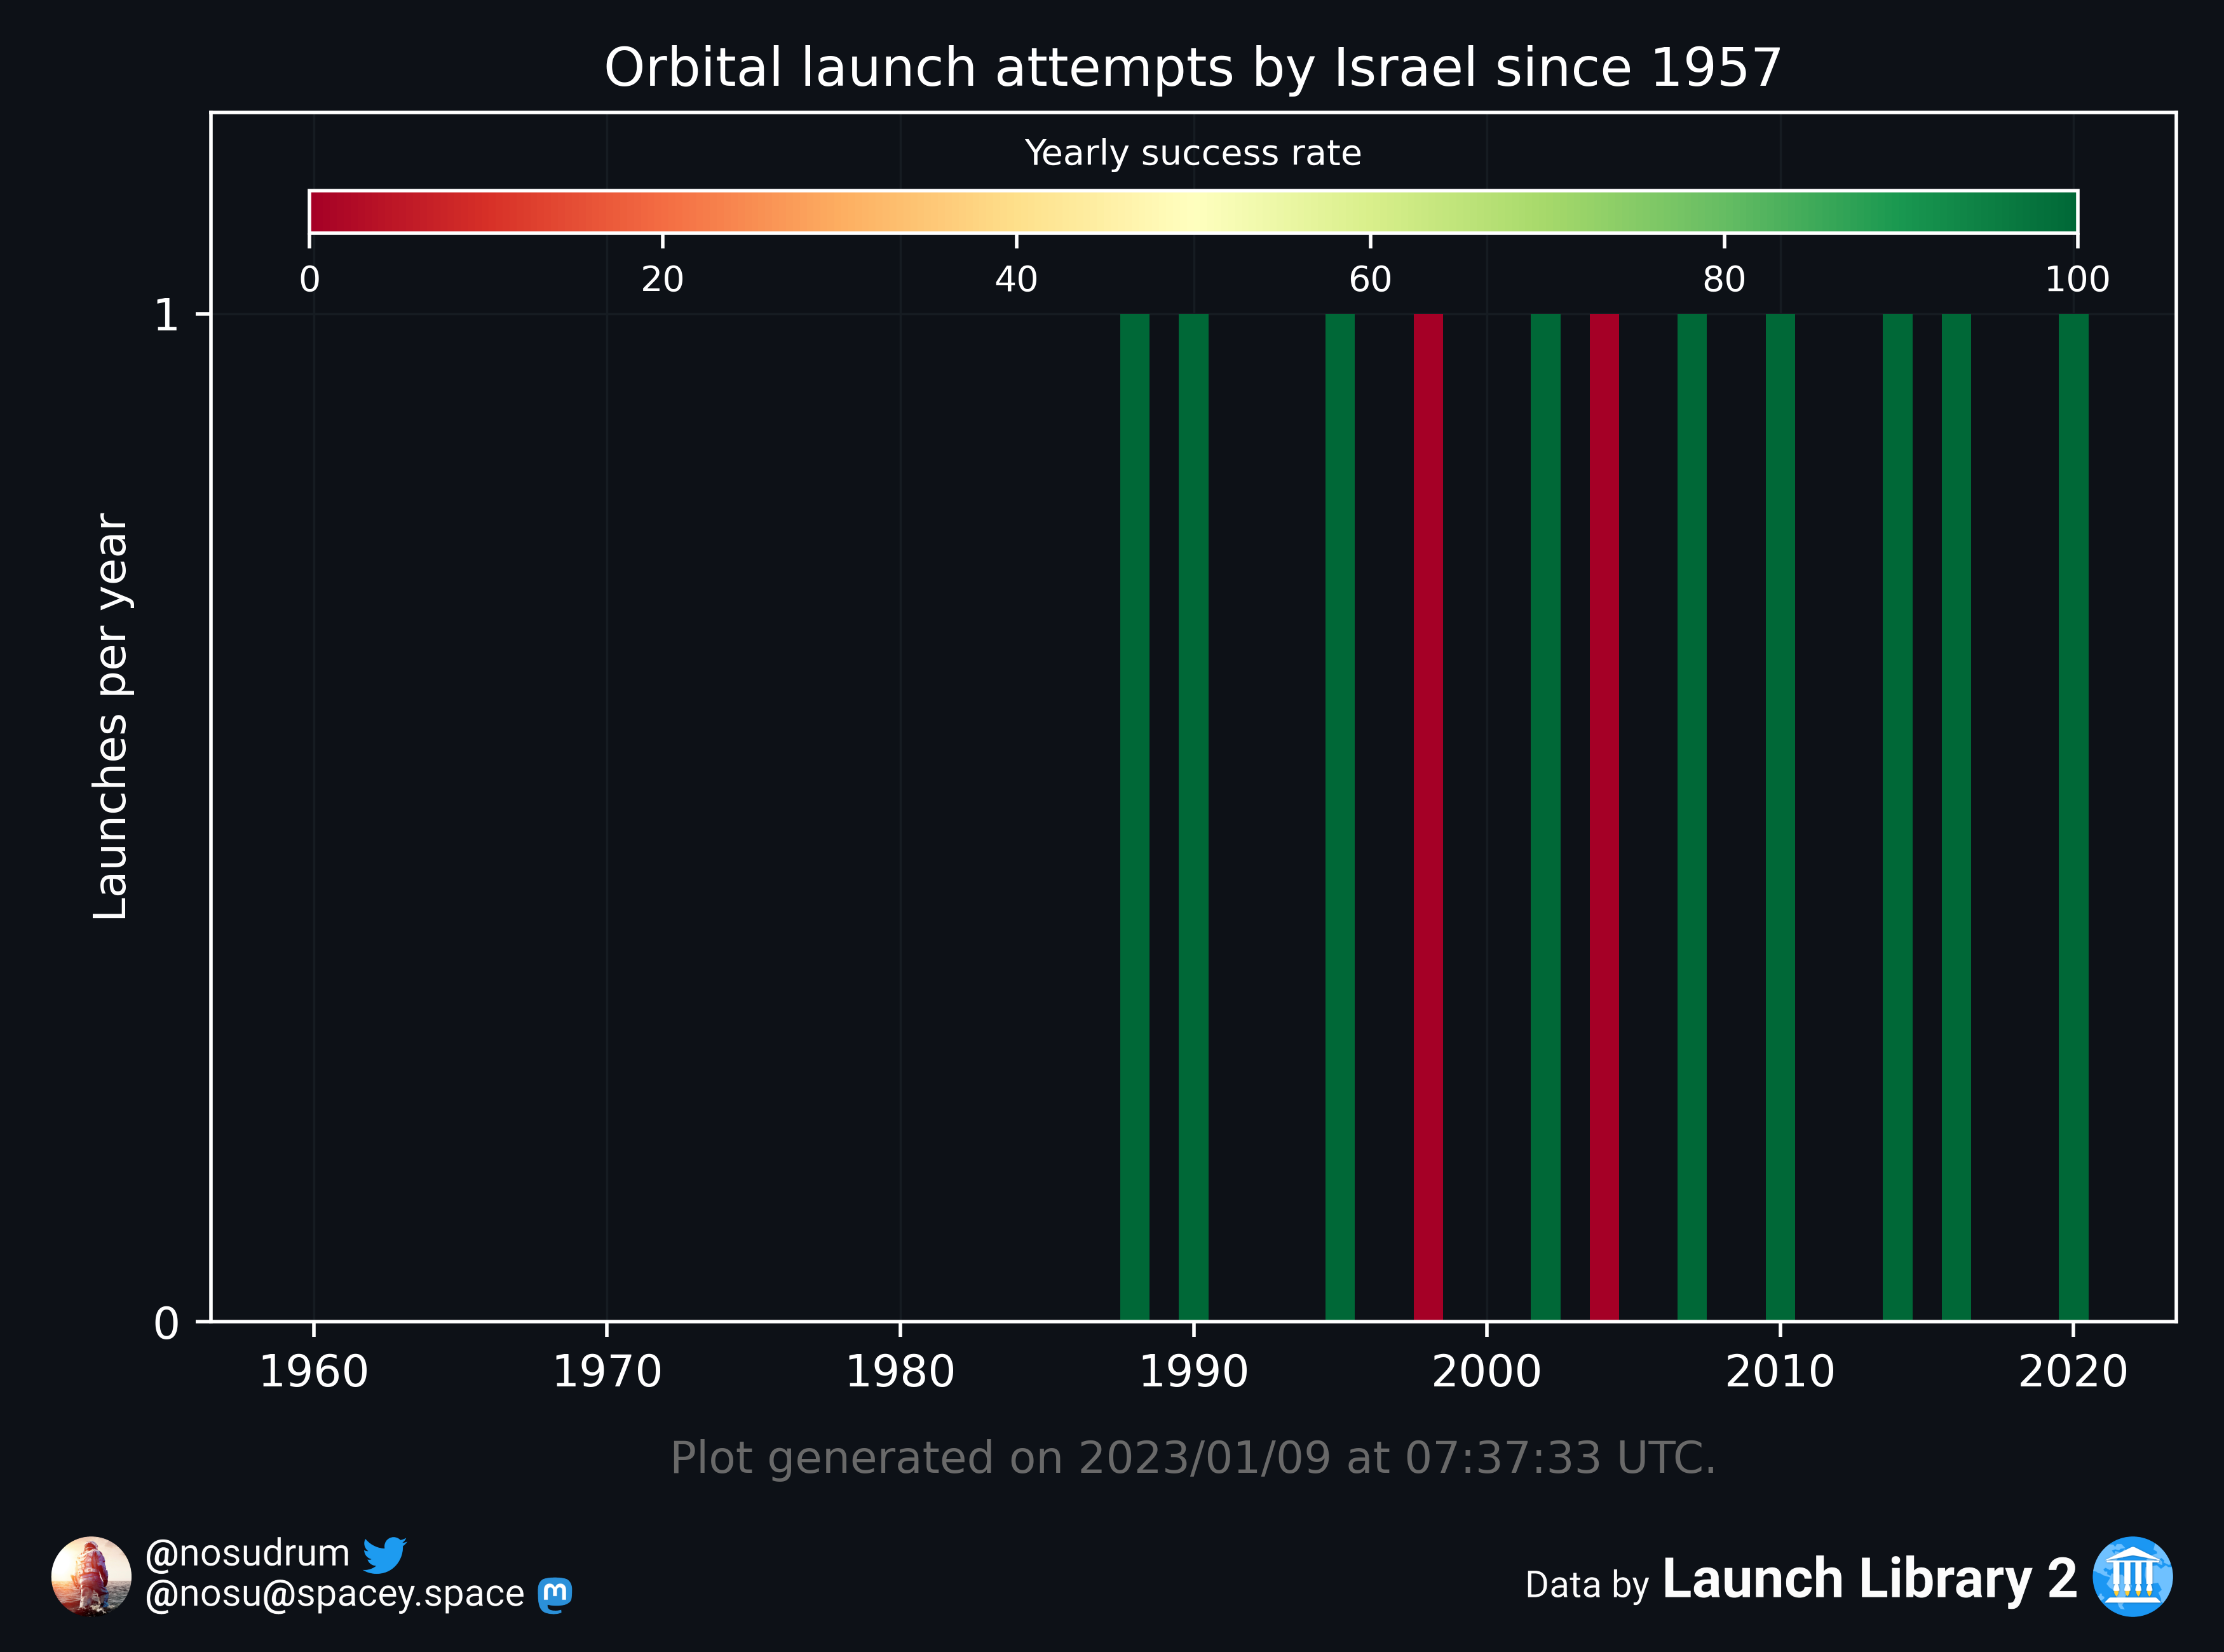 Orbital launch attempts by Israel since 1957
Yearly success rate
0 20 40 60 80 100
1
Launches per year
0
1960 1970 1980 1990 2000 2010 2020
Plot generated on 2023/01/09 at 07:37:33 UTC.
@nosudrum
@nosu@spacey.space
Data by Launch Library 2